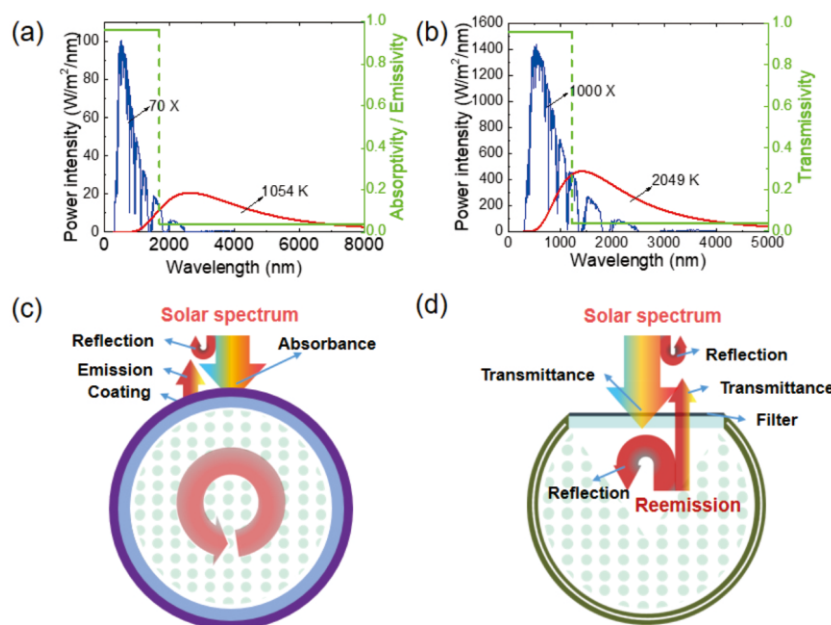 (a)
Power intensity (W/m²/nm)
100
80
60
40
20
0
70 X
1054 K
0
2000
4000
6000
8000
Wavelength (nm)
1.0
0.8
0.6
0.4
0.2
0.0
Absorptivity / Emissivity
(b)
Power intensity (W/m²/nm)
1600
1400
1200
1000
800
600
400
200
0
1000 X
2049 K
0
1000
2000
3000
4000
5000
Wavelength (nm)
1.0
0.8
0.6
0.4
0.2
0.0
Transmissivity
(c)
Solar spectrum
Reflection
Absorbance
Emission
Coating
(d)
Solar spectrum
Reflection
Transmittance
Transmittance
Filter
Reflection
Reemission